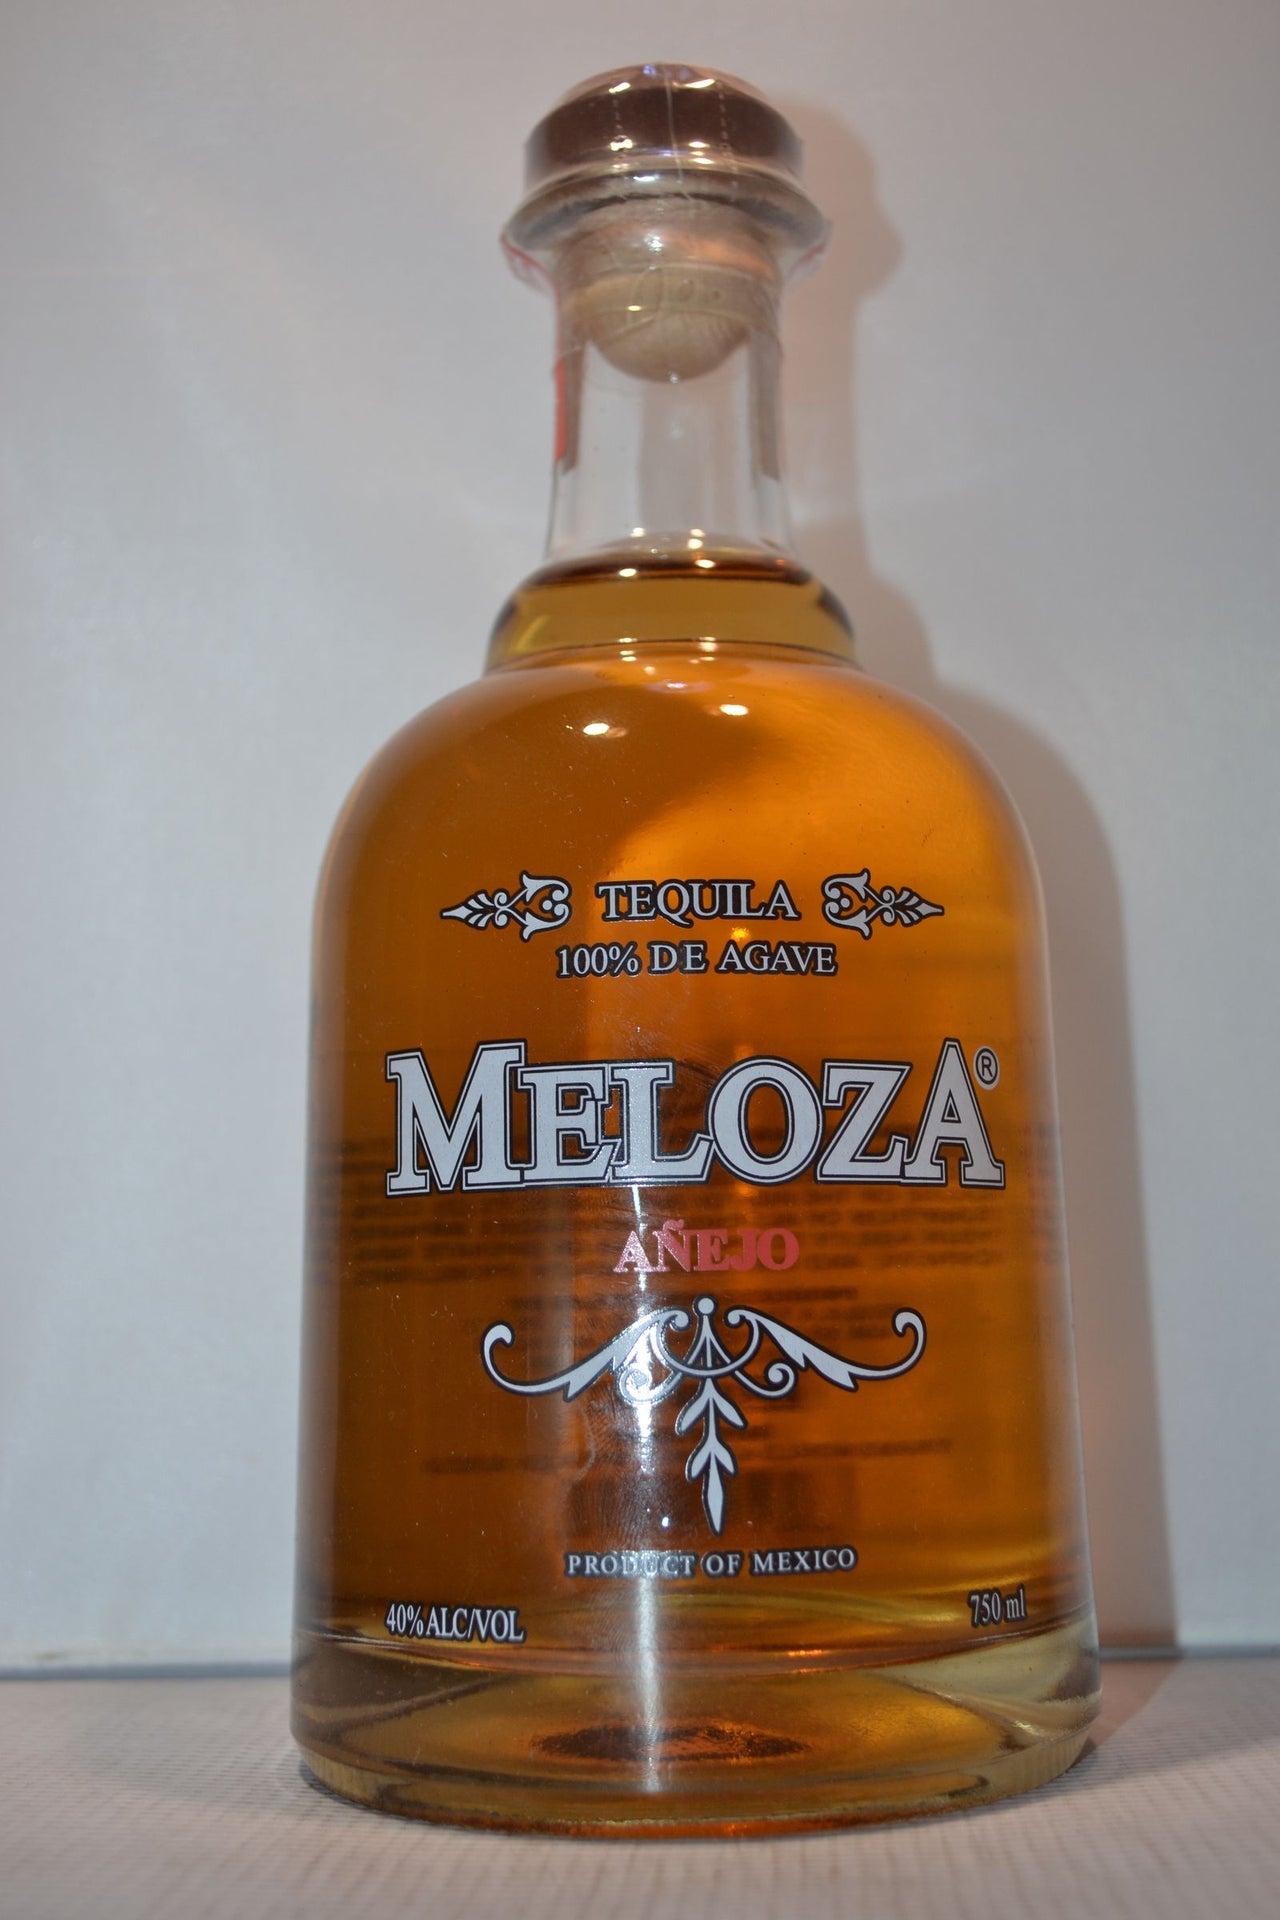 TEQUILA
100% DE AGAVE
MELOZA®
AÑEJO
PRODUCT OF MEXICO
40% ALC/VOL
750 ml